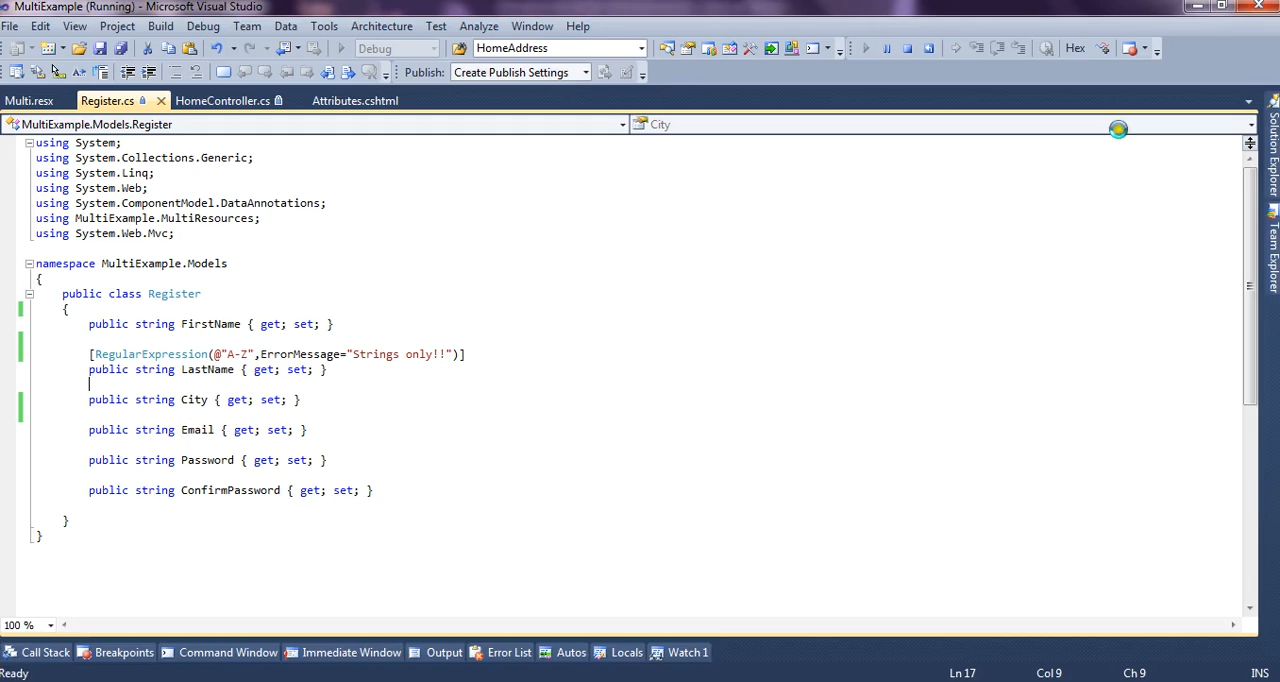 MultiExample (Running) - Microsoft Visual Studio
File Edit View Project Build Debug Team Data Tools Architecture Test Analyze Window Help
Debug HomeAddress Hex
Publish: Create Publish Settings
Multi.resx Register.cs HomeController.cs Attributes.cshtml
MultiExample.Models.Register City
using System;
using System.Collections.Generic;
using System.Linq;
using System.Web;
using System.ComponentModel.DataAnnotations;
using MultiExample.MultiResources;
using System.Web.Mvc;
namespace MultiExample.Models
{
public class Register
{
public string FirstName { get; set; }
[RegularExpression(@"A-Z",ErrorMessage="Strings only!!")]
public string LastName { get; set; }
public string City { get; set; }
public string Email { get; set; }
public string Password { get; set; }
public string ConfirmPassword { get; set; }
}
}
100 %
Call Stack Breakpoints Command Window Immediate Window Output Error List Autos Locals Watch 1
Ready Ln 17 Col 9 Ch 9 INS
Solution Explorer
Team Explorer